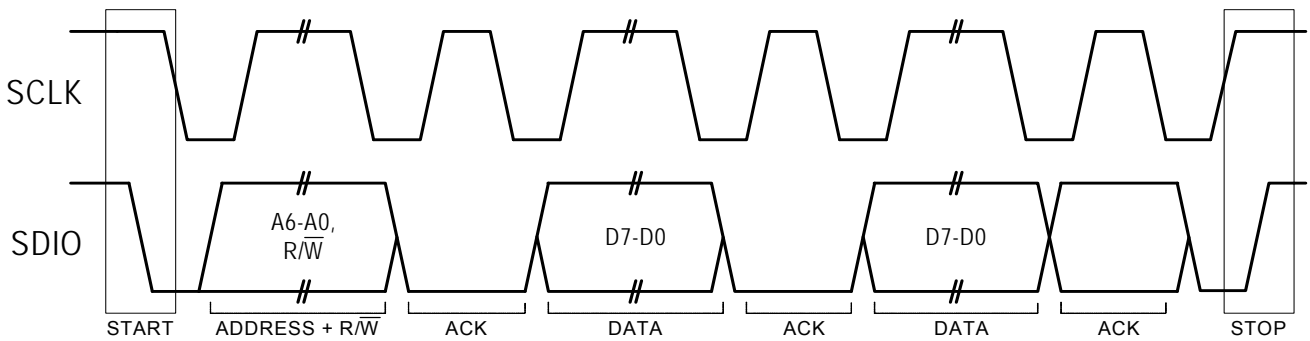 SCLK
SDIO
A6-A0,
R/W̅
D7-D0
D7-D0
START
ADDRESS + R/W̅
ACK
DATA
ACK
DATA
ACK
STOP